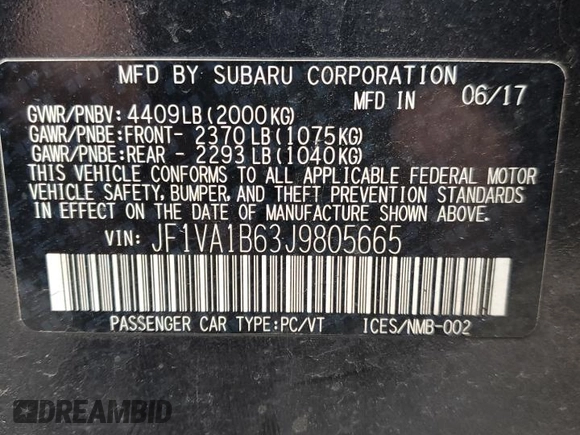 MFD BY SUBARU CORPORATION
MFD IN 06/17
GVWR/PNBV: 4409LB(2000KG)
GAWR/PNBE:FRONT- 2370LB(1075KG)
GAWR/PNBE:REAR - 2293LB(1040KG)
THIS VEHICLE CONFORMS TO ALL APPLICABLE FEDERAL MOTOR
VEHICLE SAFETY, BUMPER, AND THEFT PREVENTION STANDARDS
IN EFFECT ON THE DATE OF MANUFACTURE SHOWN ABOVE.
VIN: JF1VA1B63J9805665
PASSENGER CAR TYPE:PC/VT ICES/NMB-002
DREAMBID